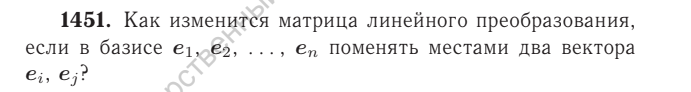 1451. Как изменится матрица линейного преобразования,
если в базисе e₁, e₂, ..., eₙ поменять местами два вектора
eᵢ, eⱼ?